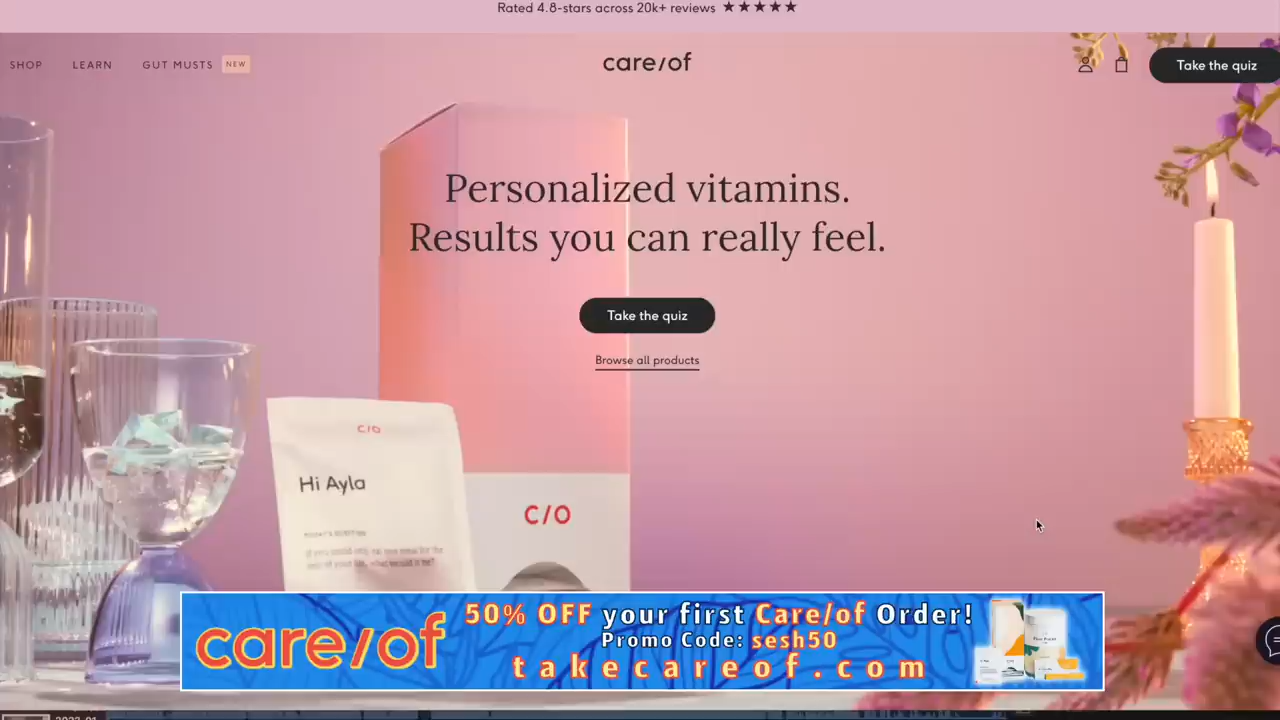 Rated 4.8-stars across 20k+ reviews ★★★★★
SHOP LEARN GUT MUSTS NEW
care/of
Take the quiz
Personalized vitamins.
Results you can really feel.
Take the quiz
Browse all products
C/O
Hi Ayla
C/O
care/of
50% OFF your first Care/of Order!
Promo Code: sesh50
takecareof.com